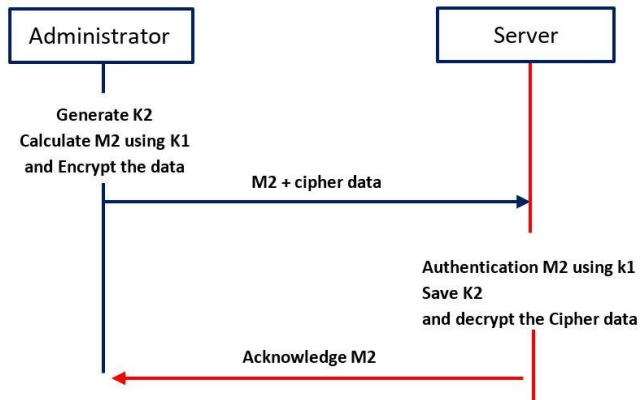 Administrator
Server
Generate K2
Calculate M2 using K1
and Encrypt the data
M2 + cipher data
Authentication M2 using k1
Save K2
and decrypt the Cipher data
Acknowledge M2